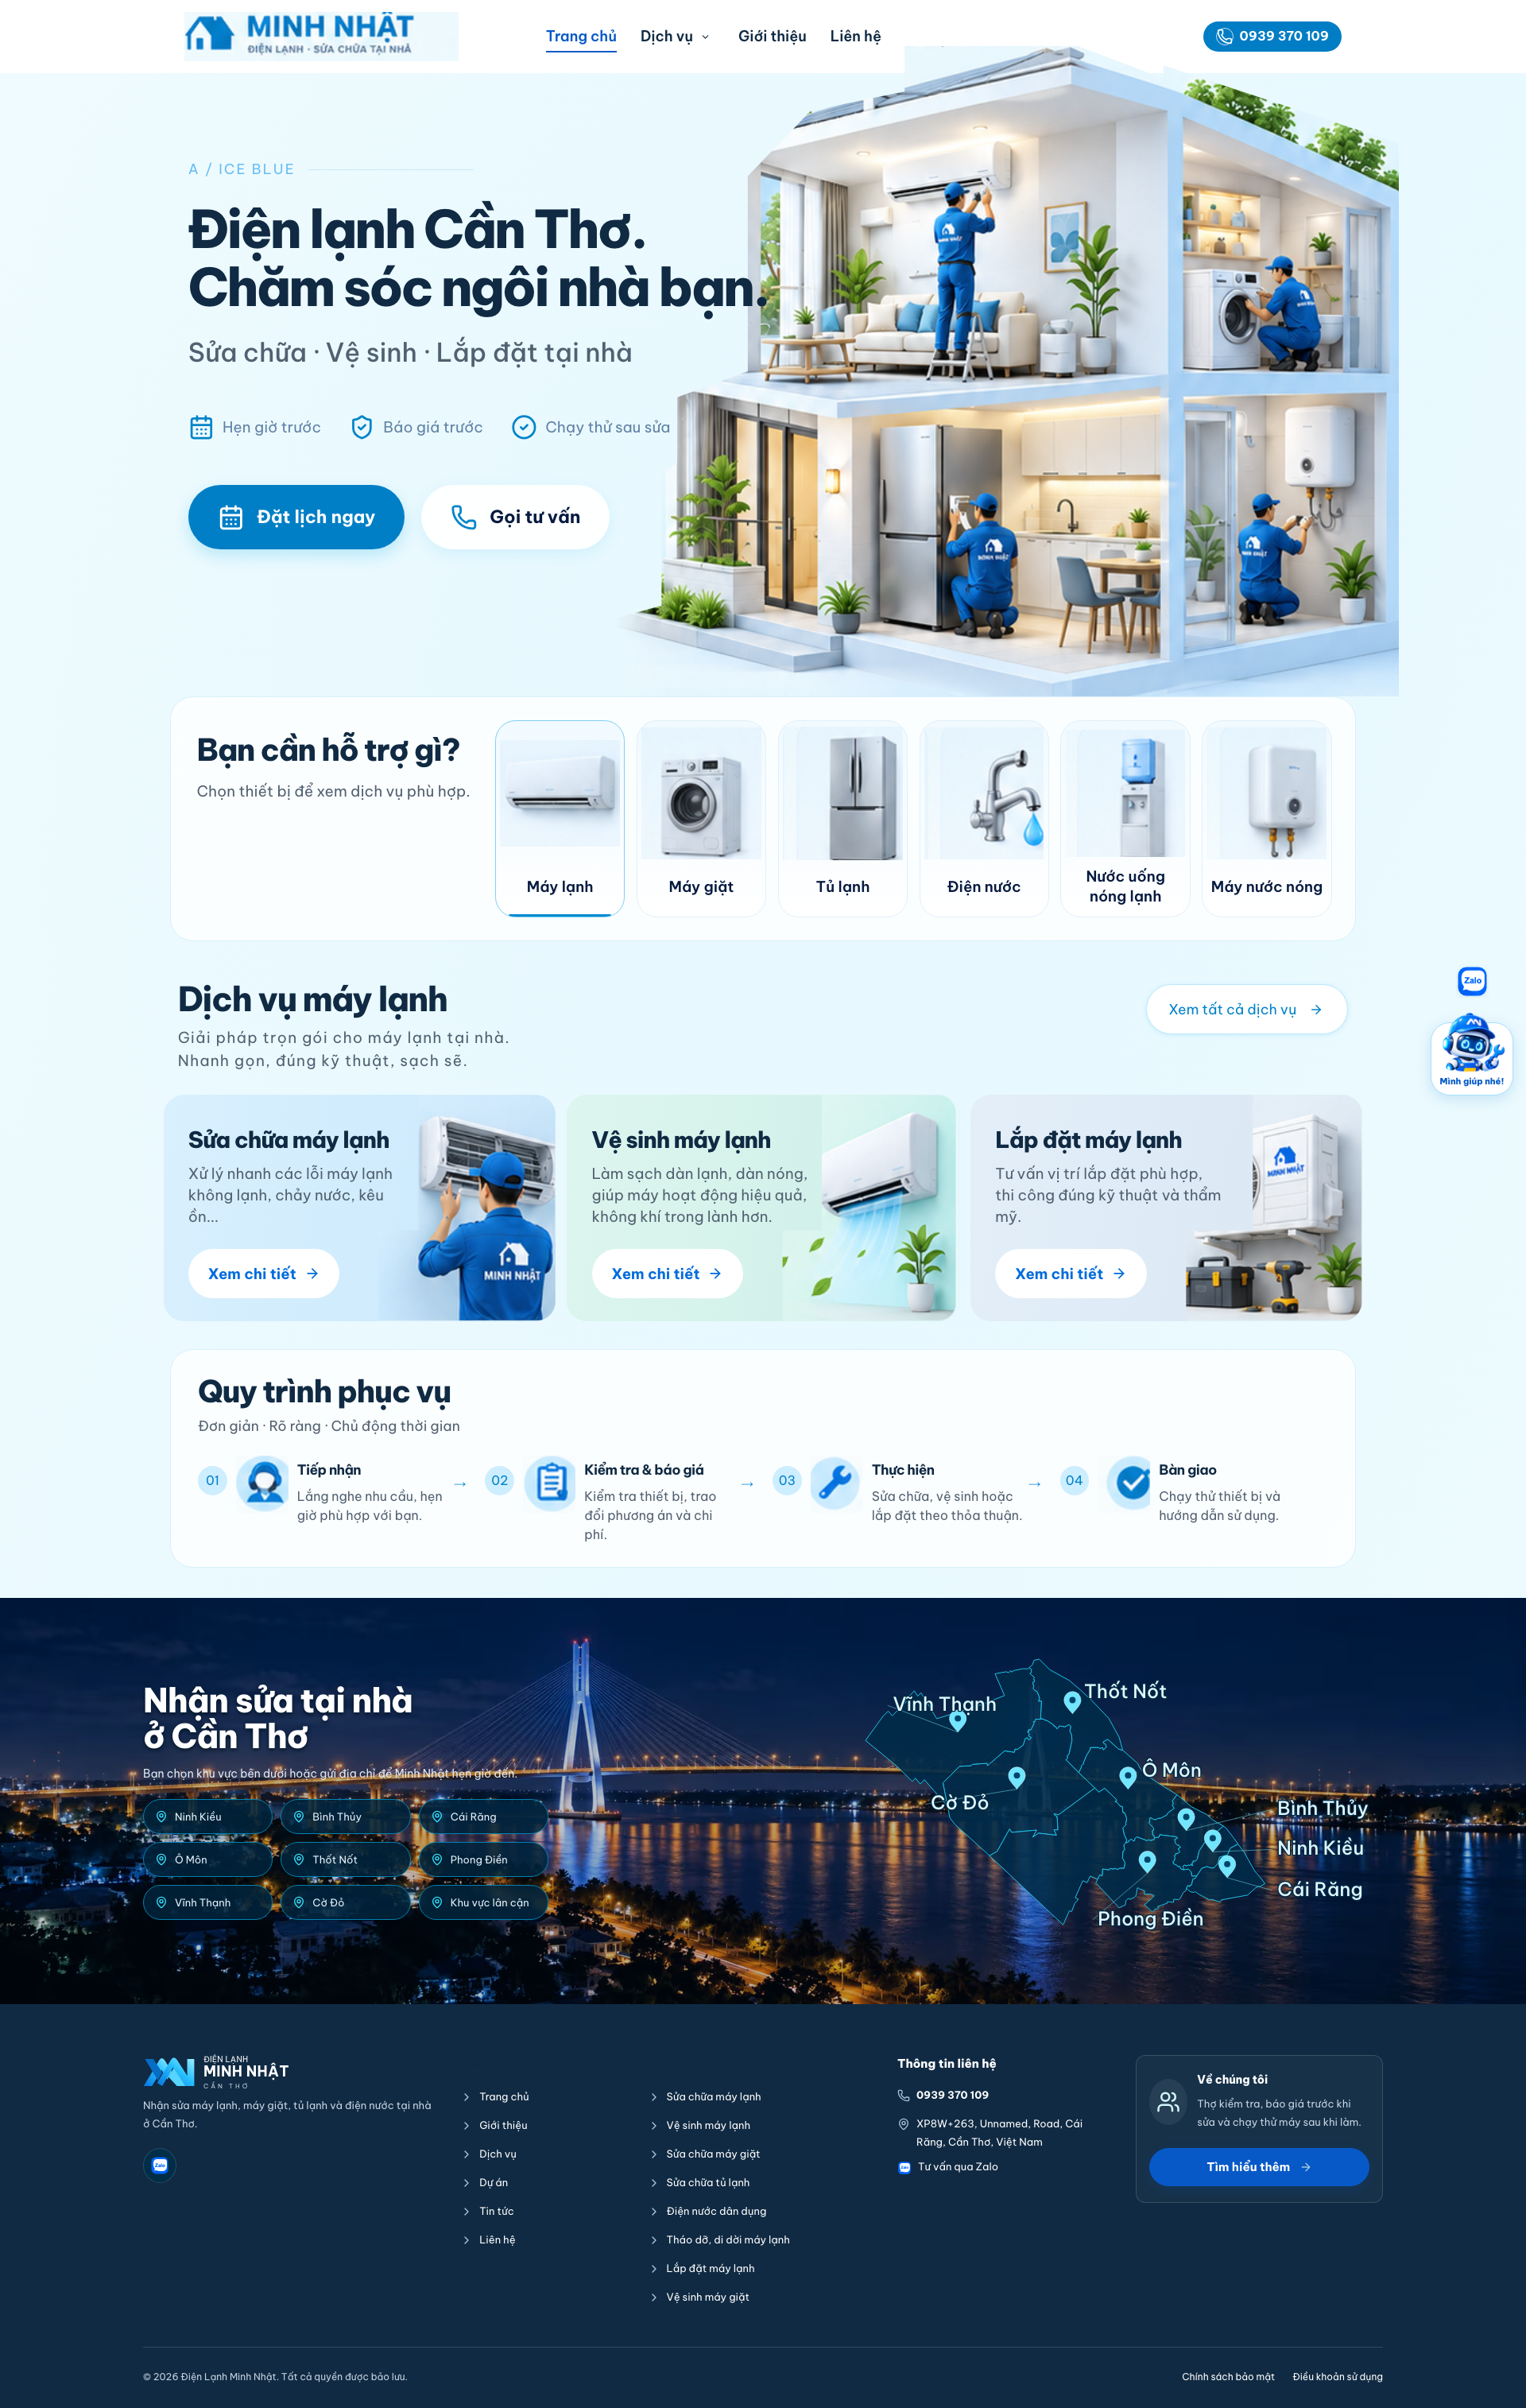 MINH NHẬT
ĐIỆN LẠNH · SỬA CHỮA TẠI NHÀ
Trang chủ
Dịch vụ
Giới thiệu
Liên hệ
0939 370 109
A / ICE BLUE
Điện lạnh Cần Thơ.
Chăm sóc ngôi nhà bạn.
Sửa chữa · Vệ sinh · Lắp đặt tại nhà
Hẹn giờ trước
Báo giá trước
Chạy thử sau sửa
Đặt lịch ngay
Gọi tư vấn
MINH NHẬT
MINH NHẬT
MINH NHẬT
MINH NHẬT
Bạn cần hỗ trợ gì?
Chọn thiết bị để xem dịch vụ phù hợp.
Máy lạnh
Máy giặt
Tủ lạnh
Điện nước
Nước uống
nóng lạnh
Máy nước nóng
Dịch vụ máy lạnh
Giải pháp trọn gói cho máy lạnh tại nhà.
Nhanh gọn, đúng kỹ thuật, sạch sẽ.
Xem tất cả dịch vụ
Zalo
Mình giúp nhé!
Sửa chữa máy lạnh
Xử lý nhanh các lỗi máy lạnh
không lạnh, chảy nước, kêu
ồn...
Xem chi tiết
MINH NHẬT
Vệ sinh máy lạnh
Làm sạch dàn lạnh, dàn nóng,
giúp máy hoạt động hiệu quả,
không khí trong lành hơn.
Xem chi tiết
Lắp đặt máy lạnh
Tư vấn vị trí lắp đặt phù hợp,
thi công đúng kỹ thuật và thẩm
mỹ.
Xem chi tiết
MINH NHẬT
Quy trình phục vụ
Đơn giản · Rõ ràng · Chủ động thời gian
01
Tiếp nhận
Lắng nghe nhu cầu, hẹn
giờ phù hợp với bạn.
→
02
Kiểm tra & báo giá
Kiểm tra thiết bị, trao
đổi phương án và chi
phí.
→
03
Thực hiện
Sửa chữa, vệ sinh hoặc
lắp đặt theo thỏa thuận.
→
04
Bàn giao
Chạy thử thiết bị và
hướng dẫn sử dụng.
Nhận sửa tại nhà
ở Cần Thơ
Bạn chọn khu vực bên dưới hoặc gửi địa chỉ để Minh Nhật hẹn giờ đến.
Ninh Kiều
Bình Thủy
Cái Răng
Ô Môn
Thốt Nốt
Phong Điền
Vĩnh Thạnh
Cờ Đỏ
Khu vực lân cận
Vĩnh Thạnh
Thốt Nốt
Ô Môn
Cờ Đỏ
Bình Thủy
Ninh Kiều
Cái Răng
Phong Điền
ĐIỆN LẠNH
MINH NHẬT
CẦN THƠ
Nhận sửa máy lạnh, máy giặt, tủ lạnh và điện nước tại nhà
ở Cần Thơ.
Zalo
Trang chủ
Giới thiệu
Dịch vụ
Dự án
Tin tức
Liên hệ
Sửa chữa máy lạnh
Vệ sinh máy lạnh
Sửa chữa máy giặt
Sửa chữa tủ lạnh
Điện nước dân dụng
Tháo dỡ, di dời máy lạnh
Lắp đặt máy lạnh
Vệ sinh máy giặt
Thông tin liên hệ
0939 370 109
XP8W+263, Unnamed, Road, Cái
Răng, Cần Thơ, Việt Nam
Zalo
Tư vấn qua Zalo
Về chúng tôi
Thợ kiểm tra, báo giá trước khi
sửa và chạy thử máy sau khi làm.
Tìm hiểu thêm
© 2026 Điện Lạnh Minh Nhật. Tất cả quyền được bảo lưu.
Chính sách bảo mật
Điều khoản sử dụng